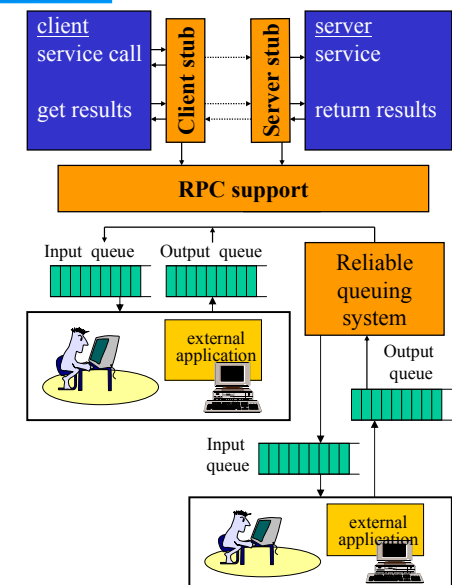 client
service call
get results
Client stub
Server stub
server
service
return results
RPC support
Input queue
Output queue
Reliable
queuing
system
external
application
Output
queue
Input
queue
external
application